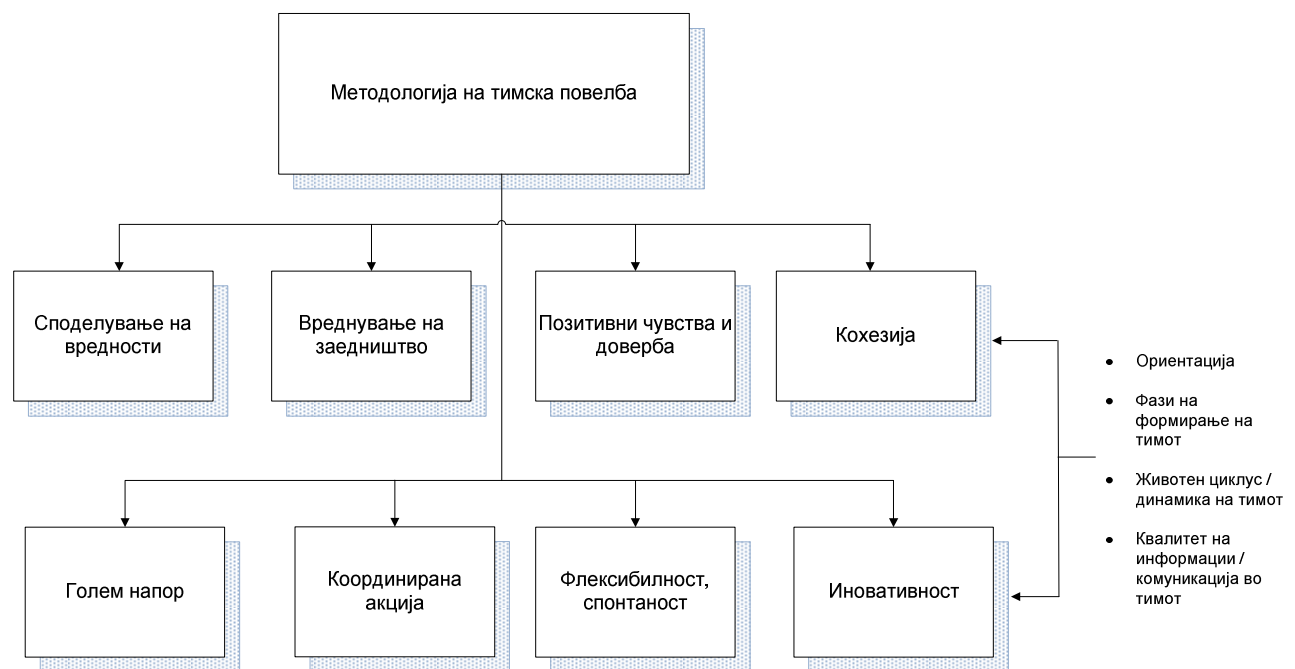 Методологија на тимска повелба
Споделување на
вредности
Вреднување на
заедништво
Позитивни чувства и
доверба
Кохезија
• Ориентација
• Фази на
формирање на
тимот
• Животен циклус /
динамика на тимот
• Квалитет на
информации /
комуникација во
тимот
Голем напор
Координирана
акција
Флексибилност,
спонтаност
Иновативност